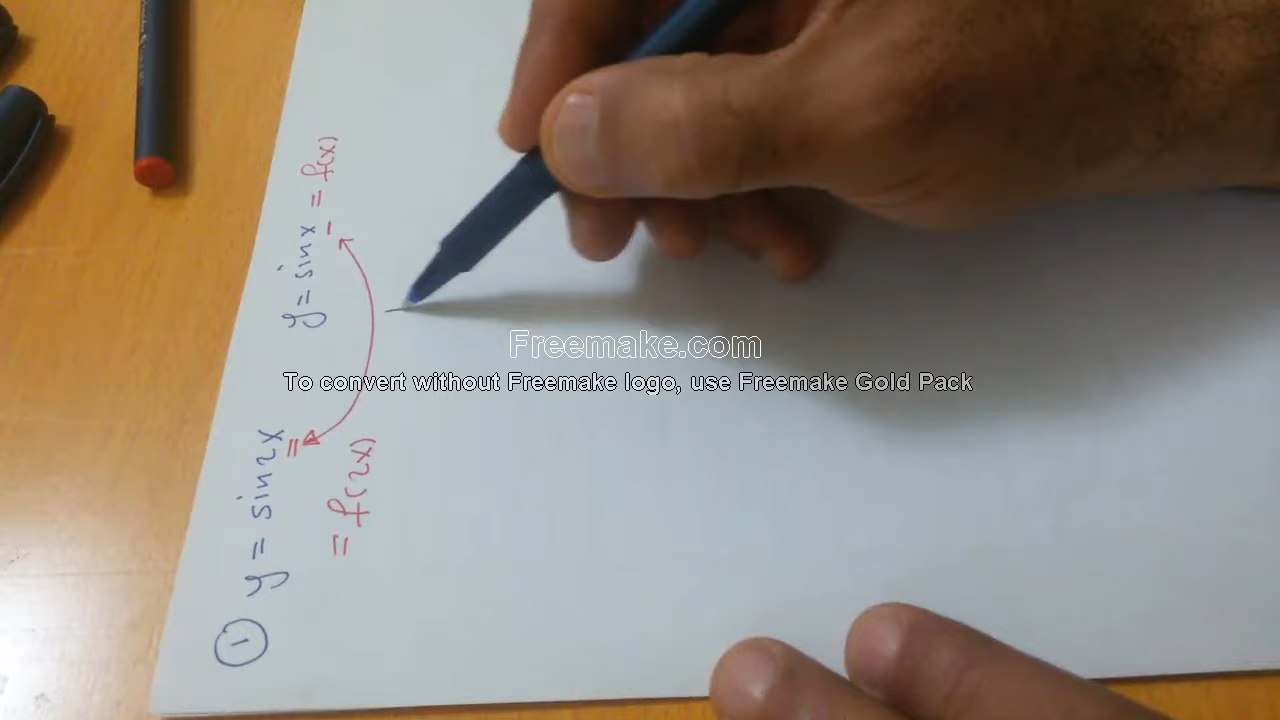 ① y = sin2x y = sinx = f(x)
= f(2x)
Freemake.com
To convert without Freemake logo, use Freemake Gold Pack